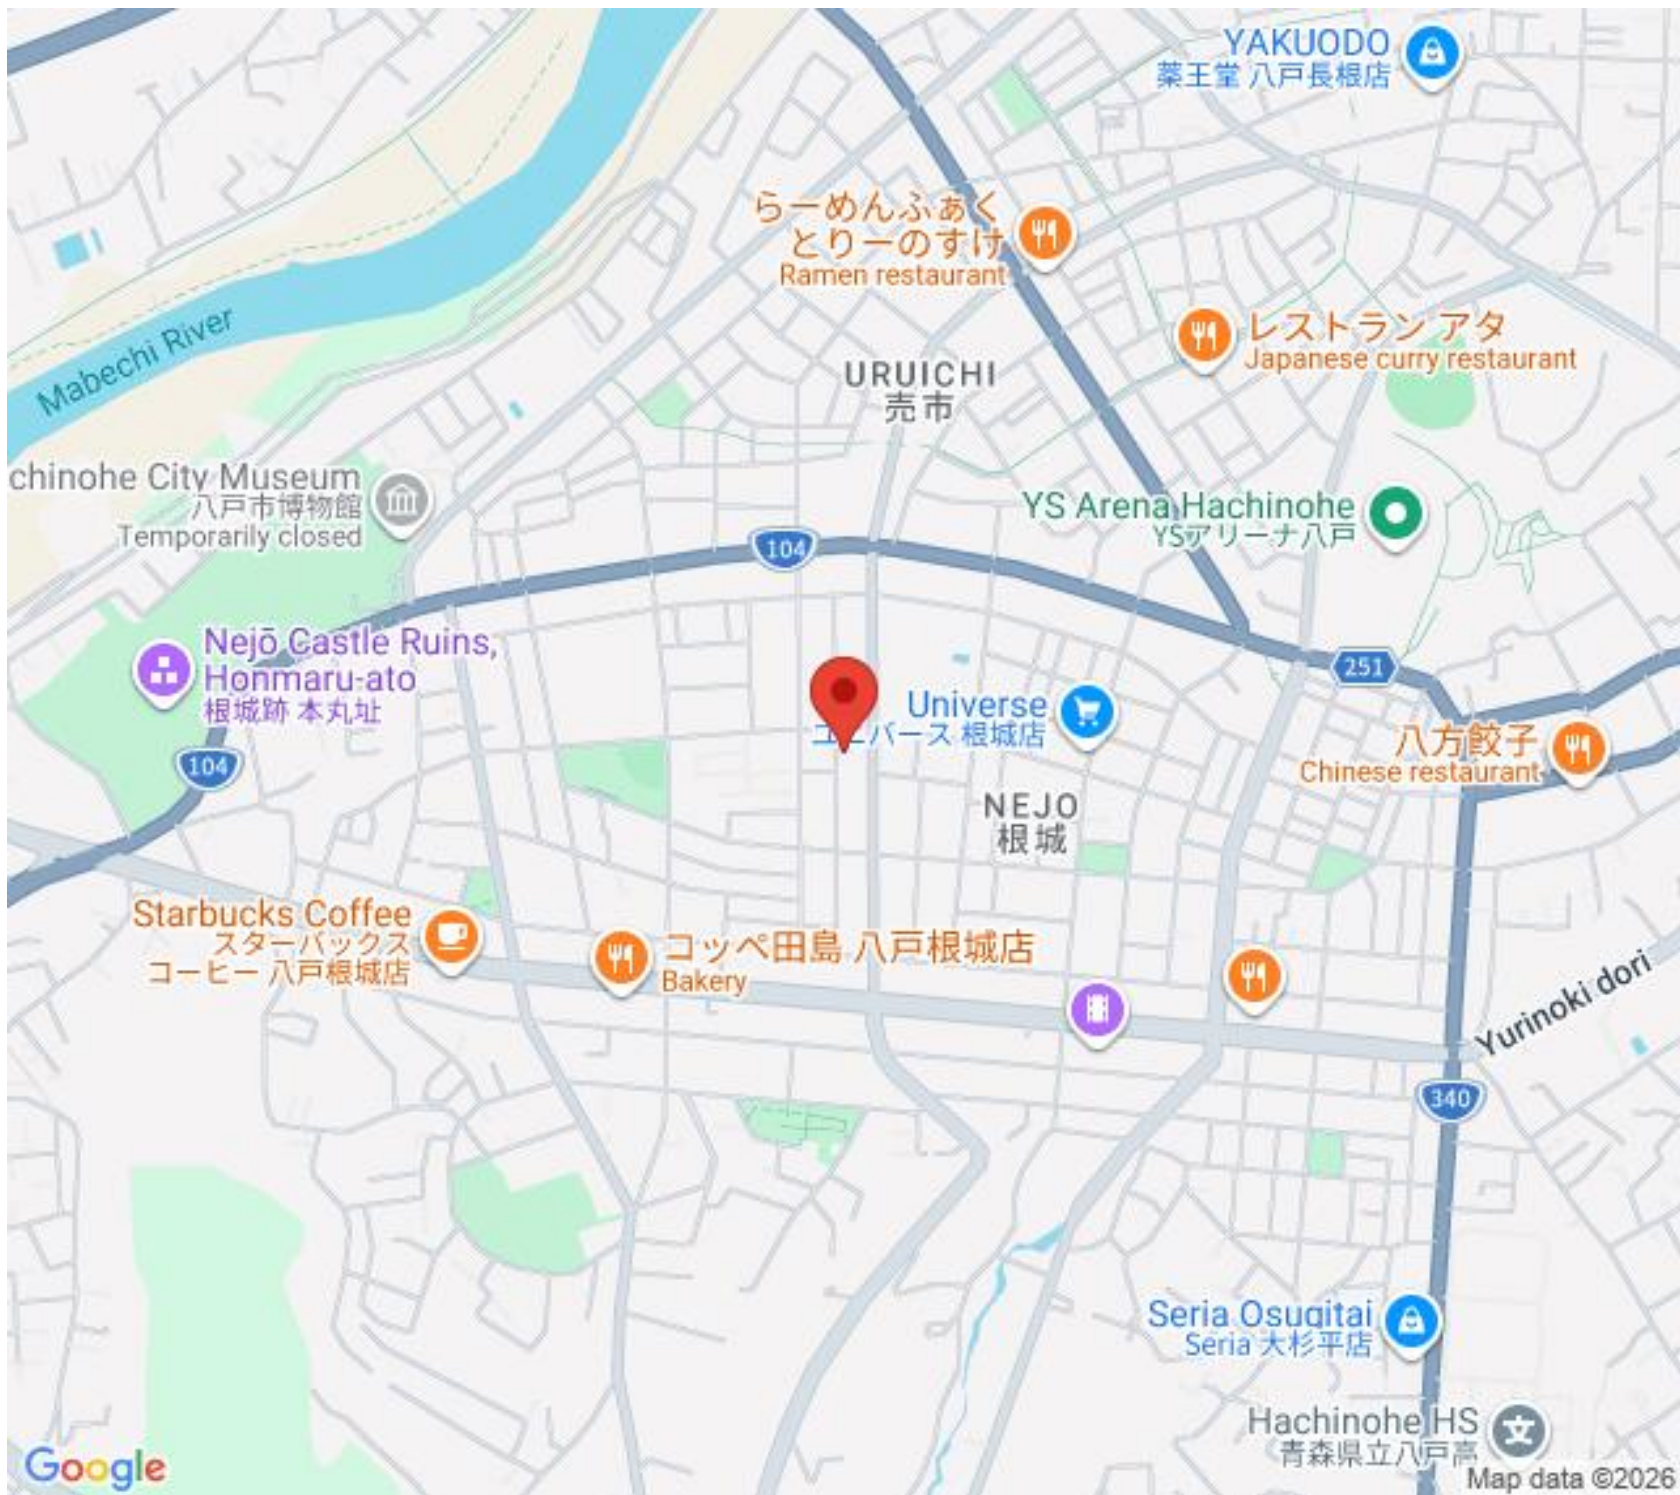 YAKUODO
薬王堂 八戸長根店
らーめんふぁく
とりーのすけ
Ramen restaurant
レストラン アタ
Japanese curry restaurant
Mabechi River
URUICHI
売市
chinohe City Museum
八戸市博物館
Temporarily closed
YS Arena Hachinohe
YSアリーナ八戸
104
Nejō Castle Ruins,
Honmaru-ato
根城跡 本丸址
251
Universe
ユニバース 根城店
104
八方餃子
Chinese restaurant
NEJO
根城
Starbucks Coffee
スターバックス
コーヒー 八戸根城店
コッペ田島 八戸根城店
Bakery
Yurinoki dori
340
Seria Osugitai
Seria 大杉平店
Hachinohe HS
青森県立八戸高
Google
Map data ©2026